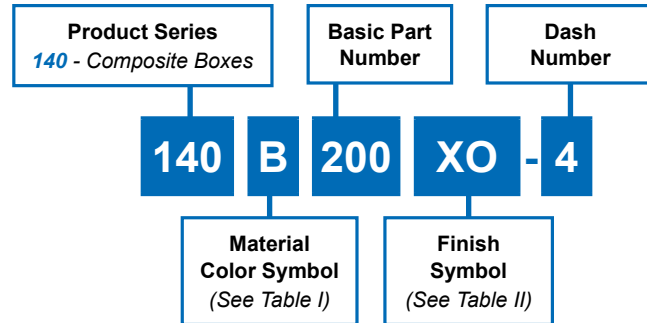 Product Series
140 - Composite Boxes
Basic Part
Number
Dash
Number
140 B 200 XO - 4
Material
Color Symbol
(See Table I)
Finish
Symbol
(See Table II)